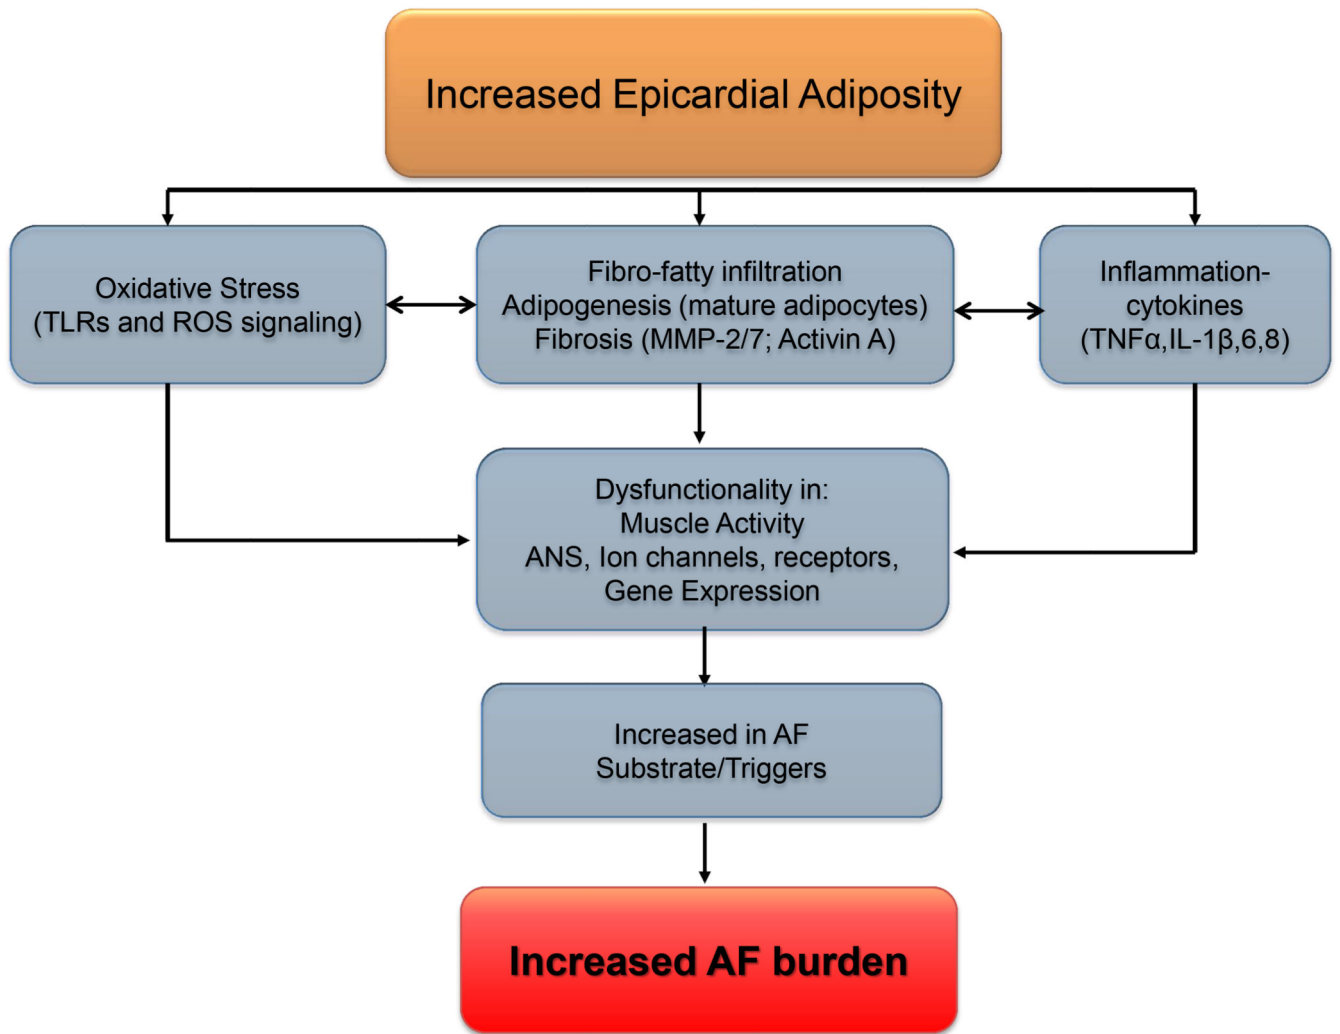 Increased Epicardial Adiposity
Oxidative Stress
(TLRs and ROS signaling)
Fibro-fatty infiltration
Adipogenesis (mature adipocytes)
Fibrosis (MMP-2/7; Activin A)
Inflammation-
cytokines
(TNFα,IL-1β,6,8)
Dysfunctionality in:
Muscle Activity
ANS, Ion channels, receptors,
Gene Expression
Increased in AF
Substrate/Triggers
Increased AF burden